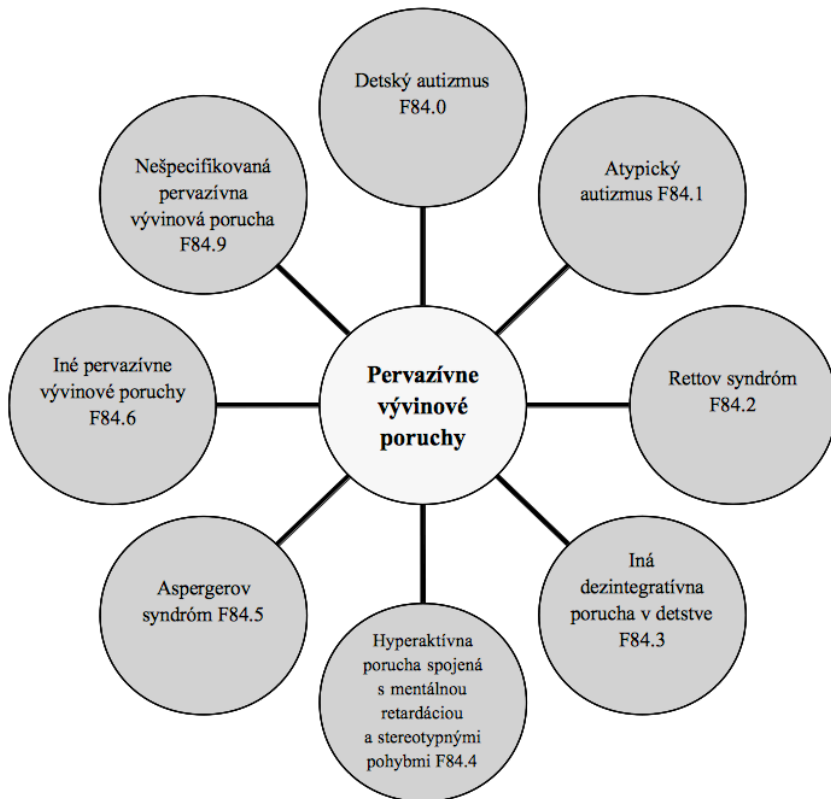 Detský autizmus
F84.0
Atypický
autizmus F84.1
Rettov syndróm
F84.2
Iná
dezintegratívna
porucha v detstve
F84.3
Hyperaktívna
porucha spojená
s mentálnou
retardáciou
a stereotypnými
pohybmi F84.4
Aspergerov
syndróm F84.5
Iné pervazívne
vývinové poruchy
F84.6
Nešpecifikovaná
pervazívna
vývinová porucha
F84.9
Pervazívne
vývinové
poruchy